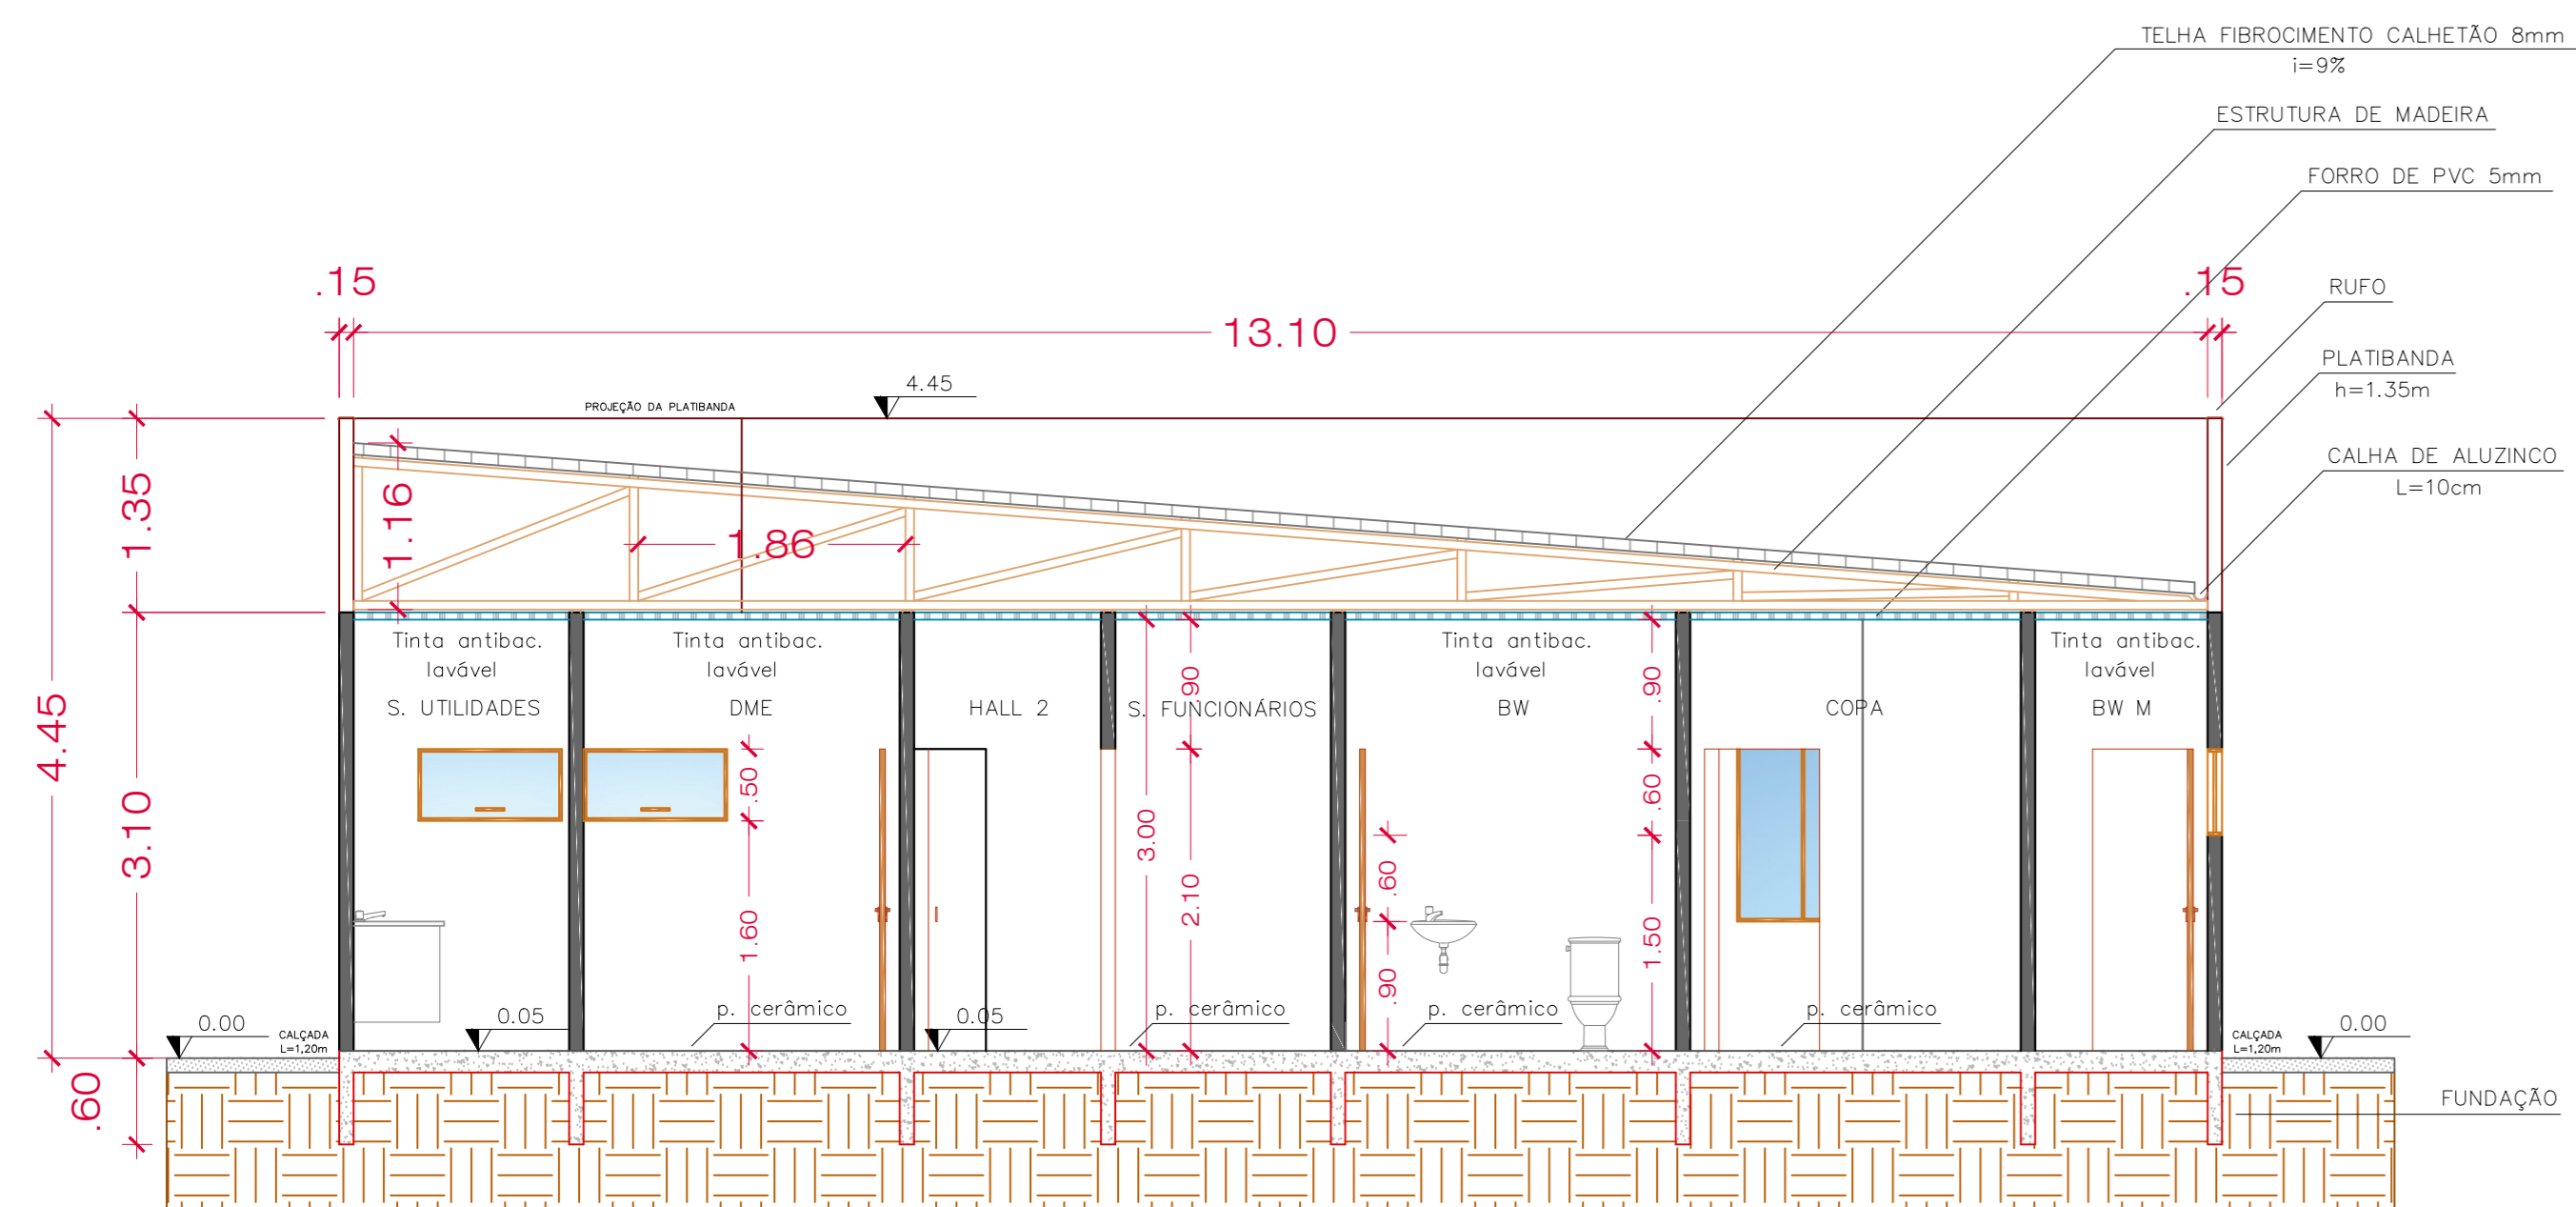 TELHA FIBROCIMENTO CALHETÃO 8mm
i=9%
ESTRUTURA DE MADEIRA
FORRO DE PVC 5mm
.15
.15
RUFO
13.10
PLATIBANDA
h=1.35m
4.45
PROJEÇÃO DA PLATIBANDA
CALHA DE ALUZINCO
L=10cm
1.35
1.16
1.86
Tinta antibac.
lavável
S. UTILIDADES
Tinta antibac.
lavável
DME
HALL 2
S. FUNCIONÁRIOS
Tinta antibac.
lavável
BW
COPA
Tinta antibac.
lavável
BW M
.90
.90
4.45
3.10
.50
.60
3.00
.60
2.10
1.60
1.50
.90
0.00
CALÇADA
L=1,20m
0.05
p. cerâmico
0.05
p. cerâmico
p. cerâmico
p. cerâmico
CALÇADA
L=1,20m
0.00
.60
FUNDAÇÃO